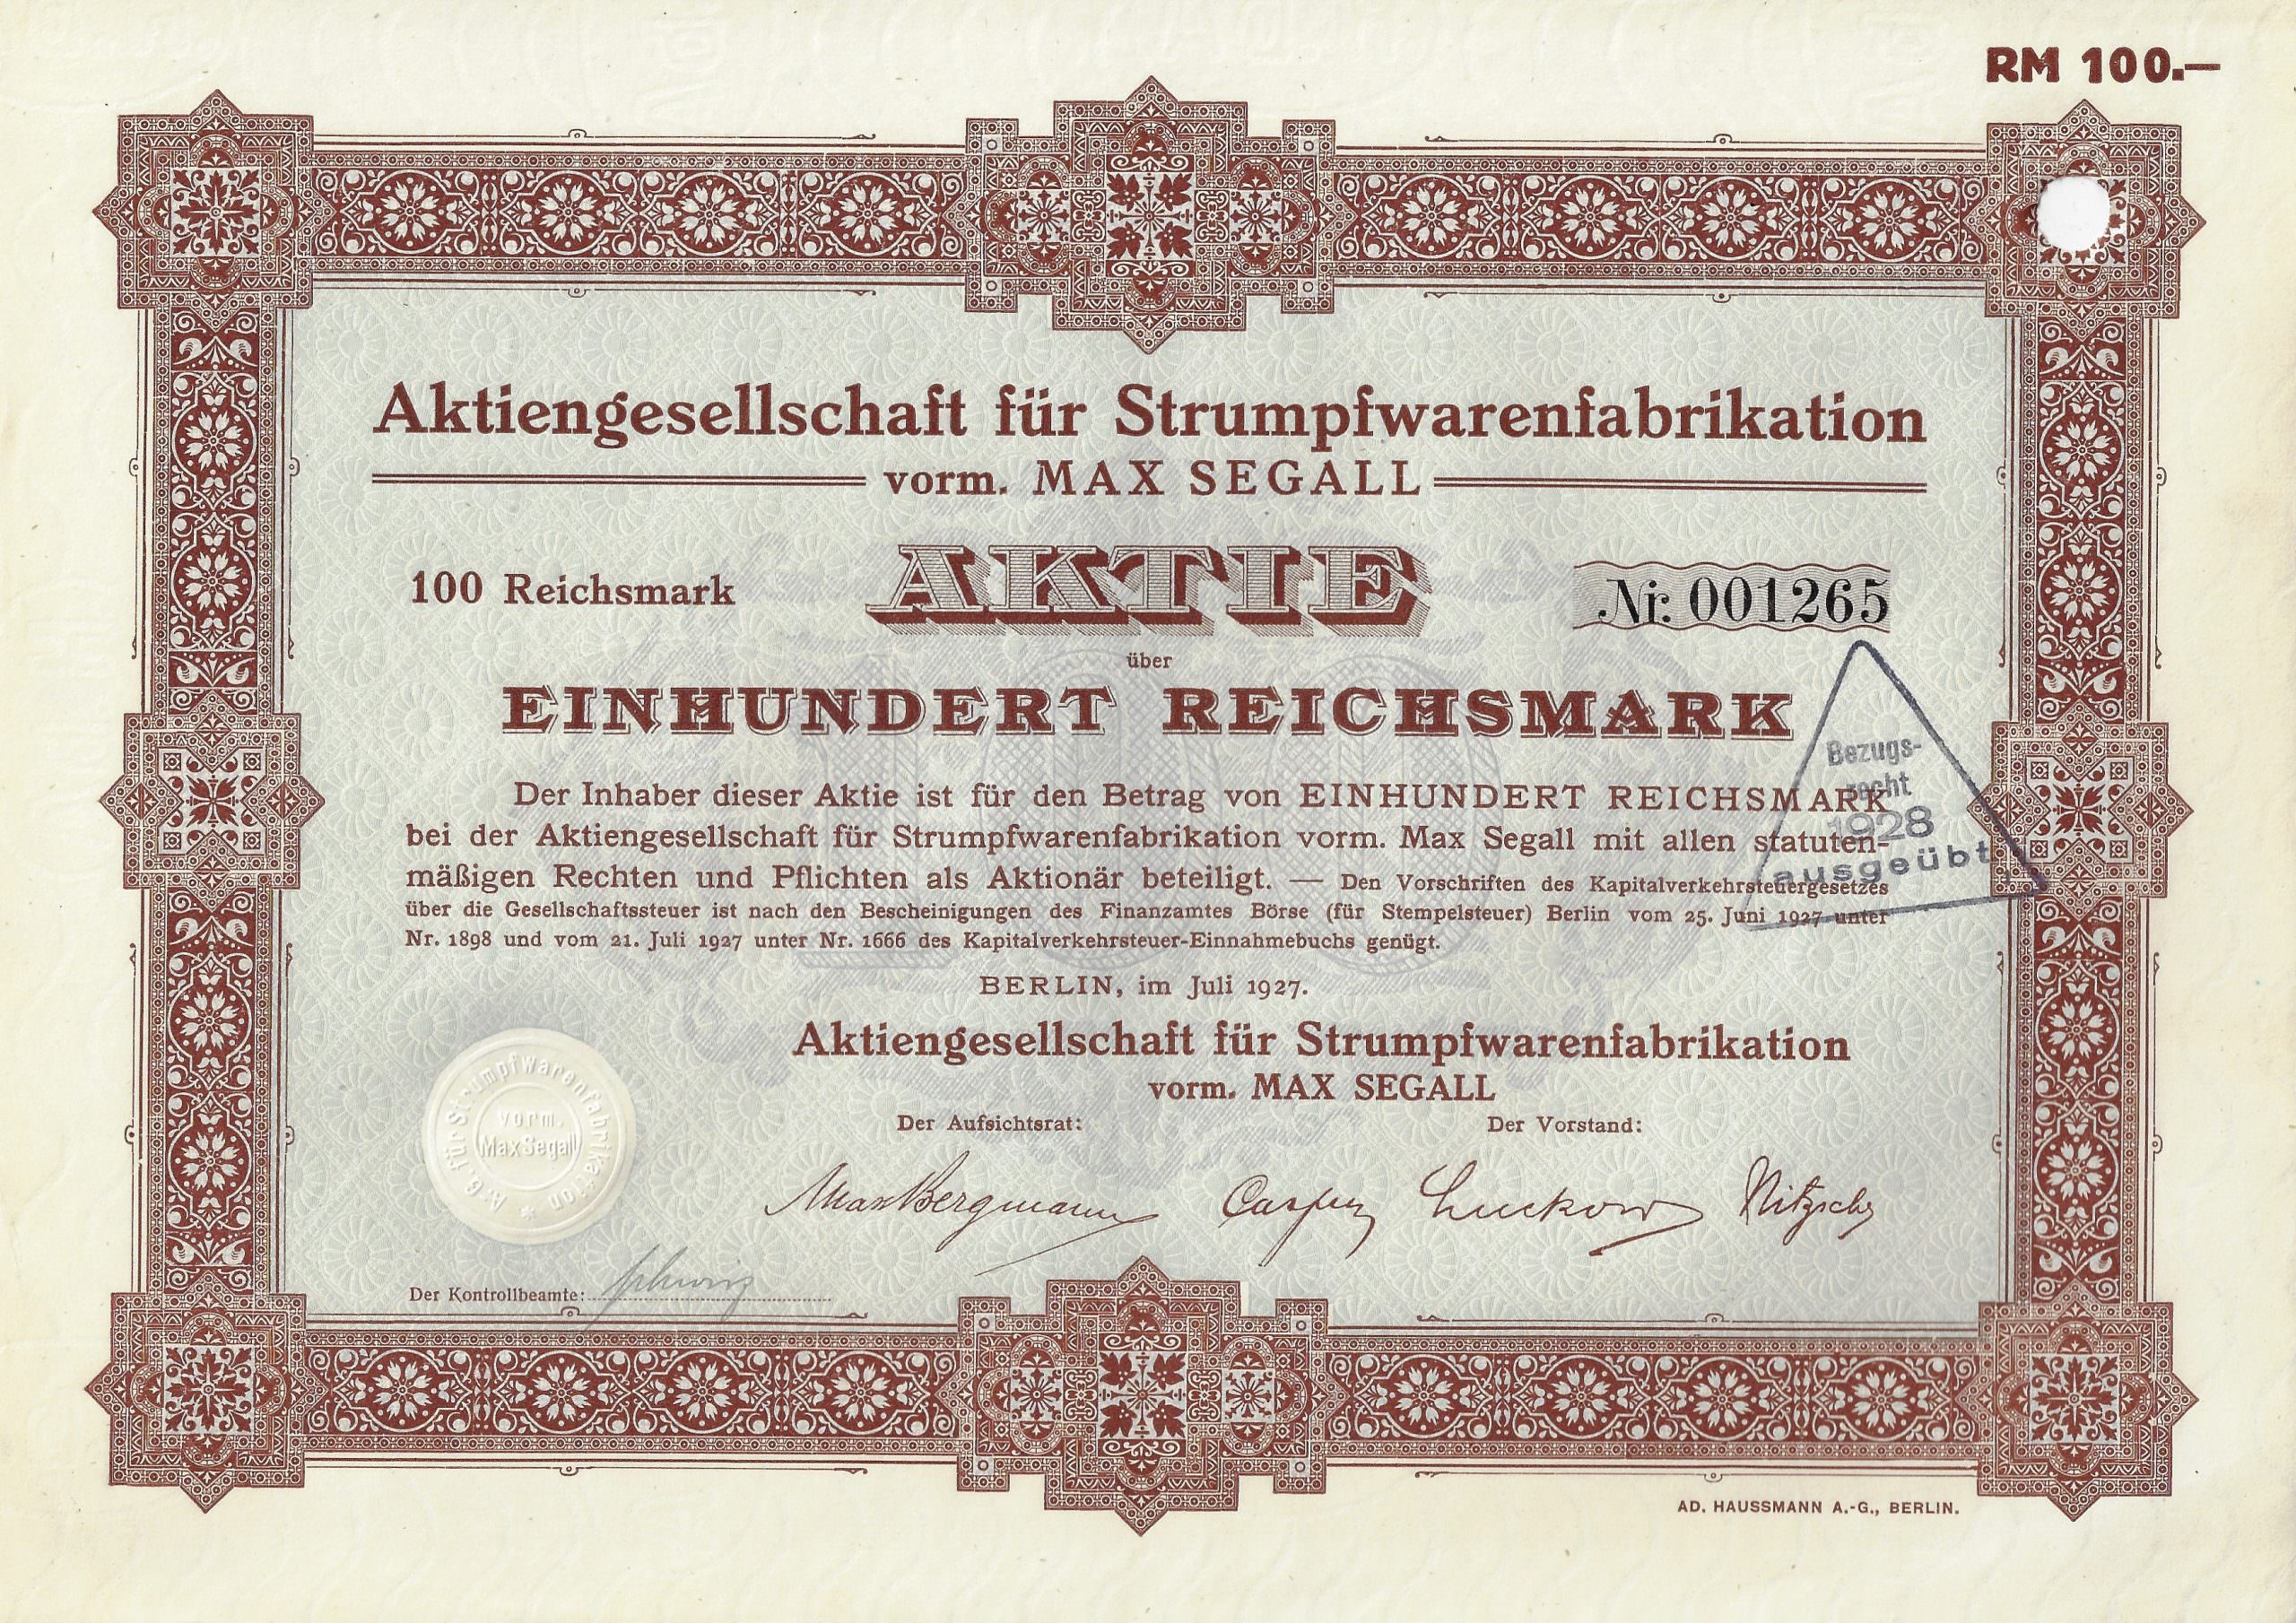 RM 100.—
Aktiengesellschaft für Strumpfwarenfabrikation
vorm. MAX SEGALL
100 Reichsmark
AKTIE
Nr. 001265
über
EINHUNDERT REICHSMARK
Bezugs-
recht
1928
ausgeübt
Der Inhaber dieser Aktie ist für den Betrag von EINHUNDERT REICHSMARK
bei der Aktiengesellschaft für Strumpfwarenfabrikation vorm. Max Segall mit allen statuten-
mäßigen Rechten und Pflichten als Aktionär beteiligt. — Den Vorschriften des Kapitalverkehrsteuergesetzes
über die Gesellschaftssteuer ist nach den Bescheinigungen des Finanzamtes Börse (für Stempelsteuer) Berlin vom 25. Juni 1927 unter
Nr. 1898 und vom 21. Juli 1927 unter Nr. 1666 des Kapitalverkehrsteuer-Einnahmebuchs genügt.
BERLIN, im Juli 1927.
Aktiengesellschaft für Strumpfwarenfabrikation
vorm. MAX SEGALL
Der Aufsichtsrat:
Der Vorstand:
Max Bergmann
Luckow
A. G. für Strumpfwarenfabrikation
vorm.
Max Segall
Der Kontrollbeamte:
AD. HAUSSMANN A.-G., BERLIN.